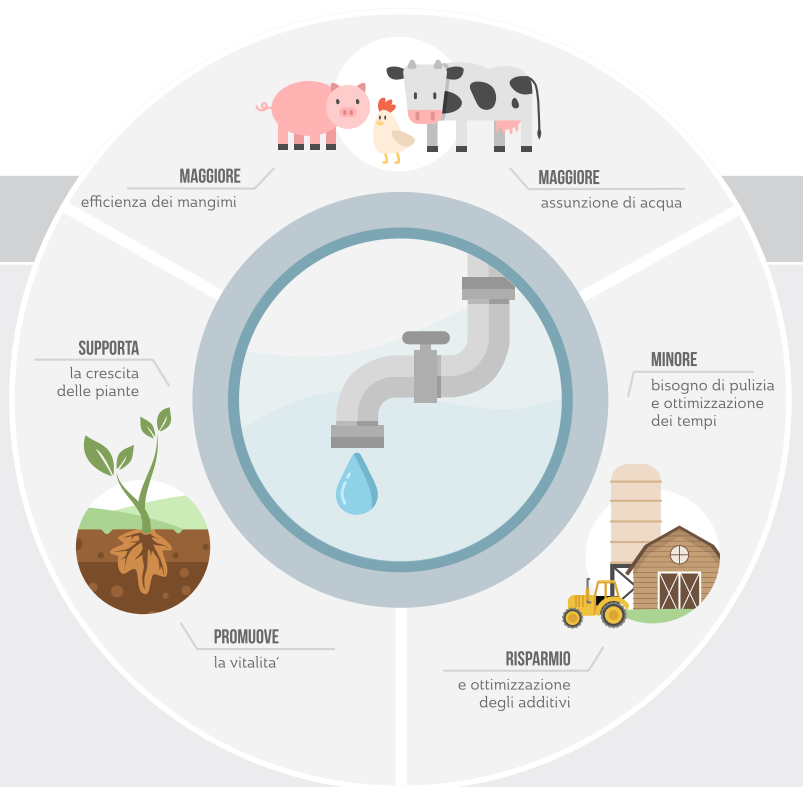 MAGGIORE
efficienza dei mangimi
MAGGIORE
assunzione di acqua
SUPPORTA
la crescita
delle piante
MINORE
bisogno di pulizia
e ottimizzazione
dei tempi
PROMUOVE
la vitalita´
RISPARMIO
e ottimizzazione
degli additivi